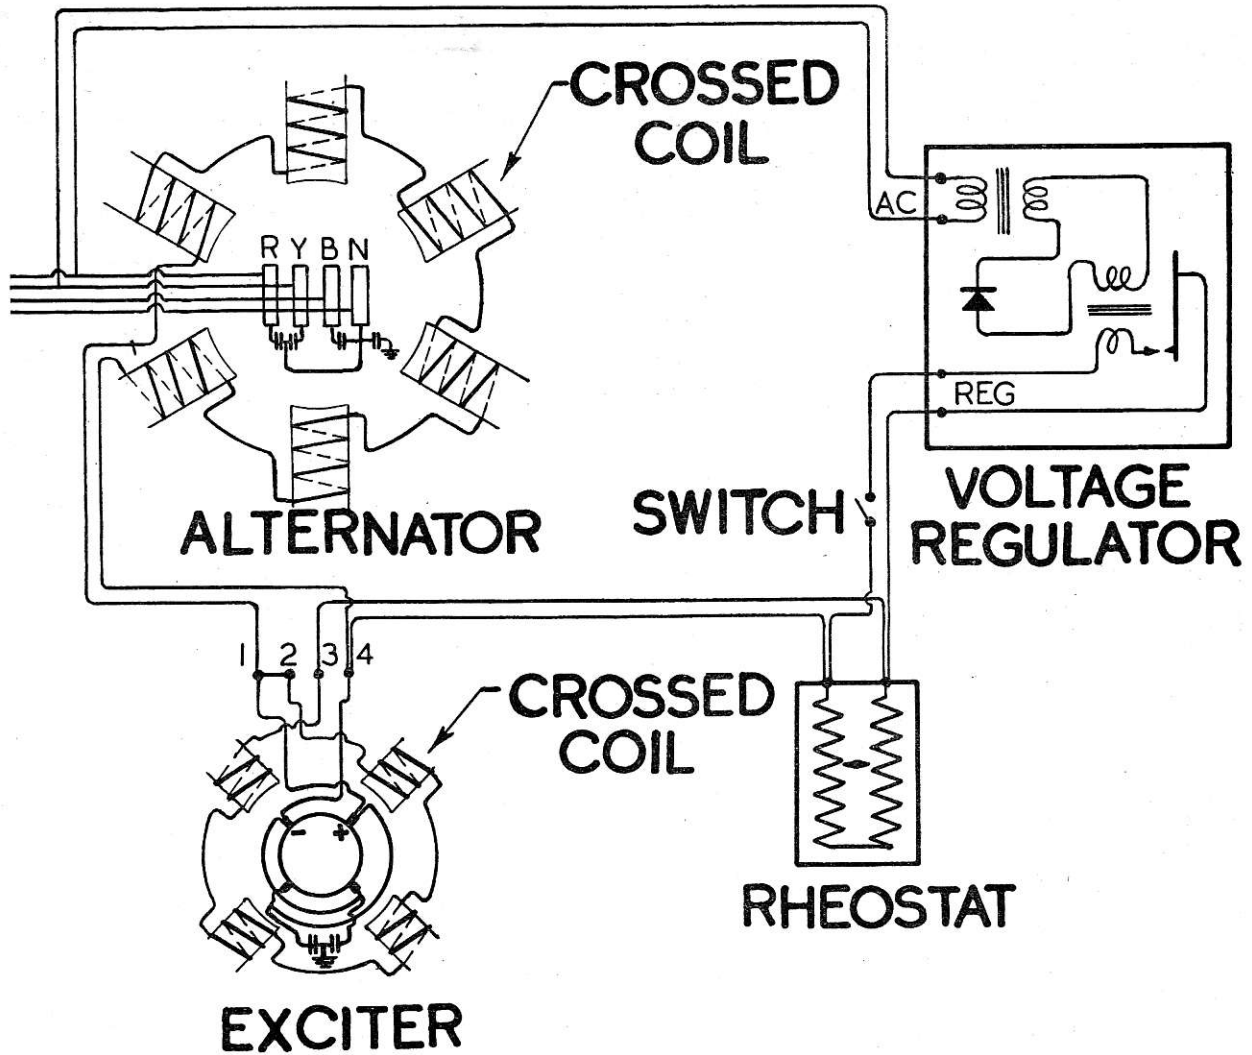 CROSSED
COIL
AC
R Y B N
REG
VOLTAGE
REGULATOR
SWITCH
ALTERNATOR
1 2 3 4
CROSSED
COIL
- +
RHEOSTAT
EXCITER